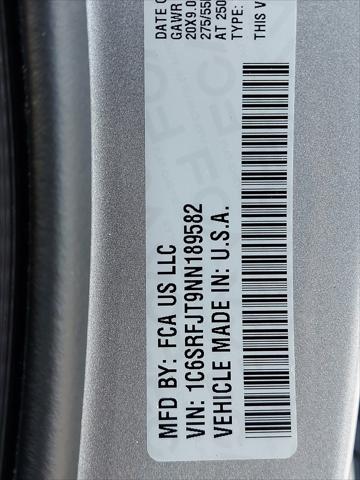 DATE O
GAWR
20X9.0
275/55
AT 250
TYPE:
MFD BY: FCA US LLC
VIN: 1C6SRFJT9NN189582
VEHICLE MADE IN: U.S.A.